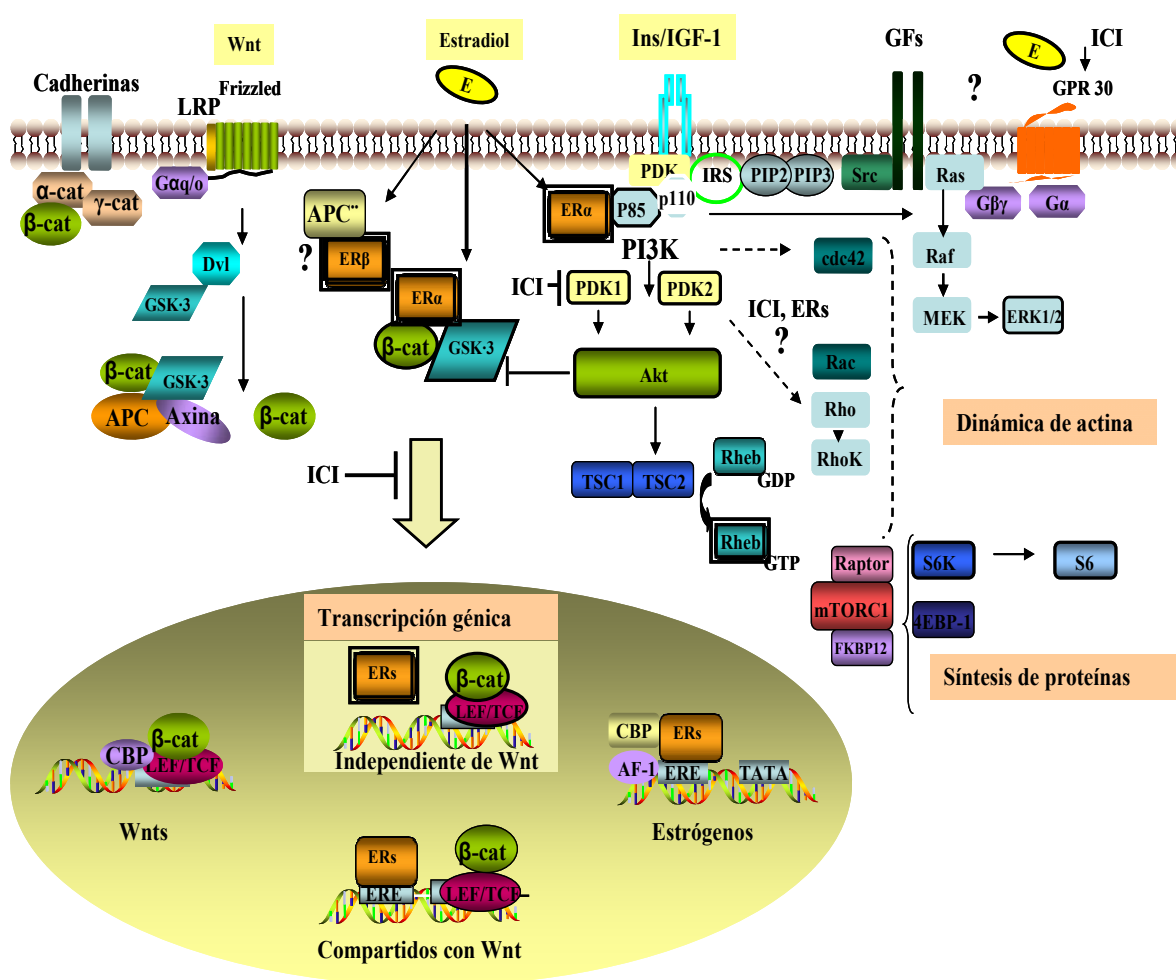 Wnt
Estradiol
Ins/IGF-1
GFs
E
ICI
Cadherinas
LRP
Frizzled
E
?
GPR 30
α-cat
γ-cat
β-cat
Gαq/o
PDK
IRS
PIP2
PIP3
Src
Ras
p110
P85
ERα
APC**
Gβγ
Gα
?
ERβ
PI3K
cdc42
Raf
Dvl
GSK-3
ERα
ICI
PDK1
PDK2
ICI, ERs
?
MEK
ERK1/2
β-cat
GSK-3
β-cat
GSK-3
Akt
Rac
APC
Axina
β-cat
Rho
RhoK
Dinámica de actina
ICI
TSC1
TSC2
Rheb
GDP
Rheb
GTP
Raptor
mTORC1
FKBP12
S6K
S6
4EBP-1
Síntesis de proteínas
Transcripción génica
ERs
β-cat
LEF/TCF
Independiente de Wnt
CBP
β-cat
LEF/TCF
Wnts
CBP
ERs
AF-1
ERE
TATA
Estrógenos
ERs
β-cat
ERE
LEF/TCF
Compartidos con Wnt